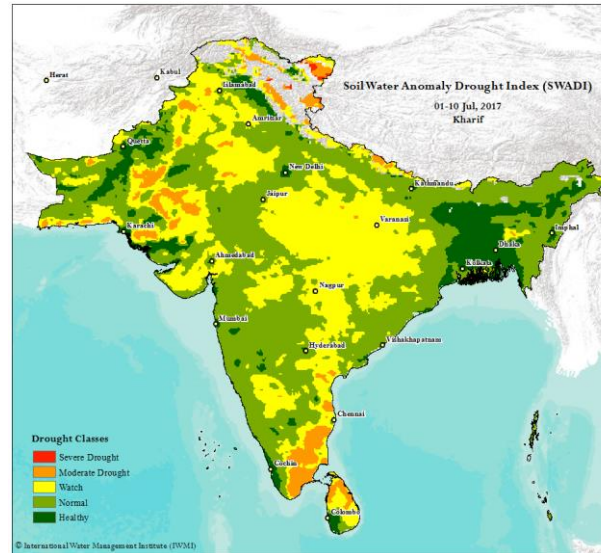 Soil Water Anomaly Drought Index (SWADI)
01-10 Jul, 2017
Kharif
Herat
Kabul
Islamabad
Amritsar
Quetta
New Delhi
Jaipur
Kathmandu
Varanasi
Karachi
Ahmedabad
Imphal
Dhaka
Kolkata
Nagpur
Mumbai
Hyderabad
Vishakhapatnam
Chennai
Cochin
Colombo
Drought Classes
Severe Drought
Moderate Drought
Watch
Normal
Healthy
© International Water Management Institute (IWMI)